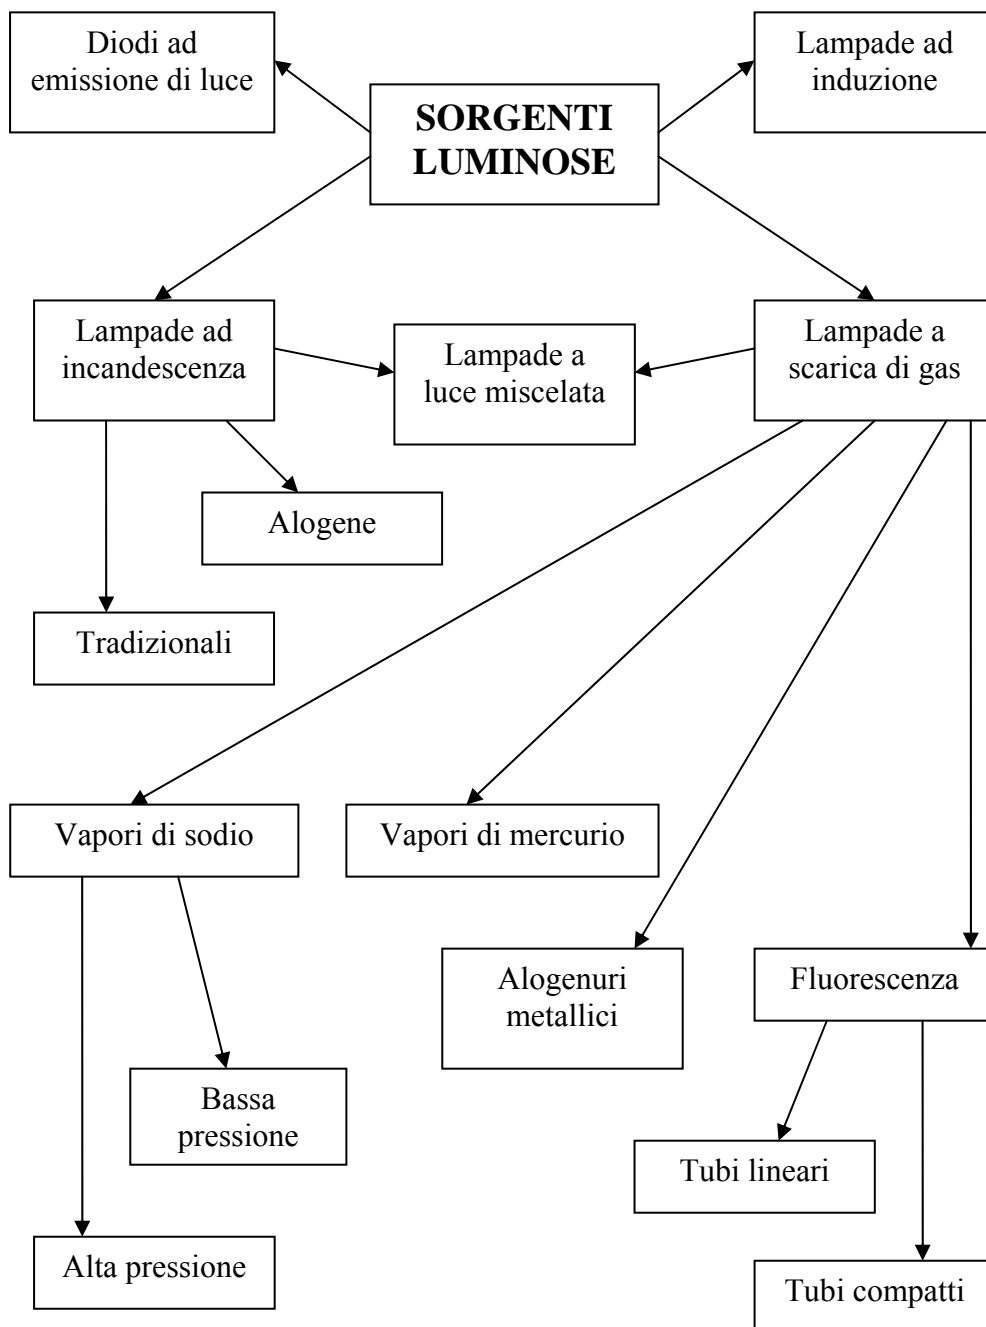 Diodi ad
emissione di luce
Lampade ad
induzione
SORGENTI
LUMINOSE
Lampade ad
incandescenza
Lampade a
luce miscelata
Lampade a
scarica di gas
Alogene
Tradizionali
Vapori di sodio
Vapori di mercurio
Alogenuri
metallici
Fluorescenza
Bassa
pressione
Tubi lineari
Alta pressione
Tubi compatti